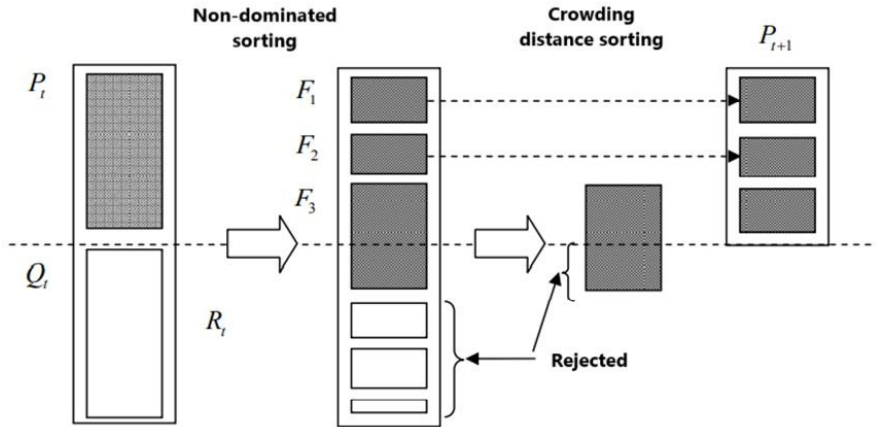 Non-dominated
sorting
Crowding
distance sorting
P_{t+1}
P_t
F_1
F_2
F_3
Q_t
R_t
Rejected